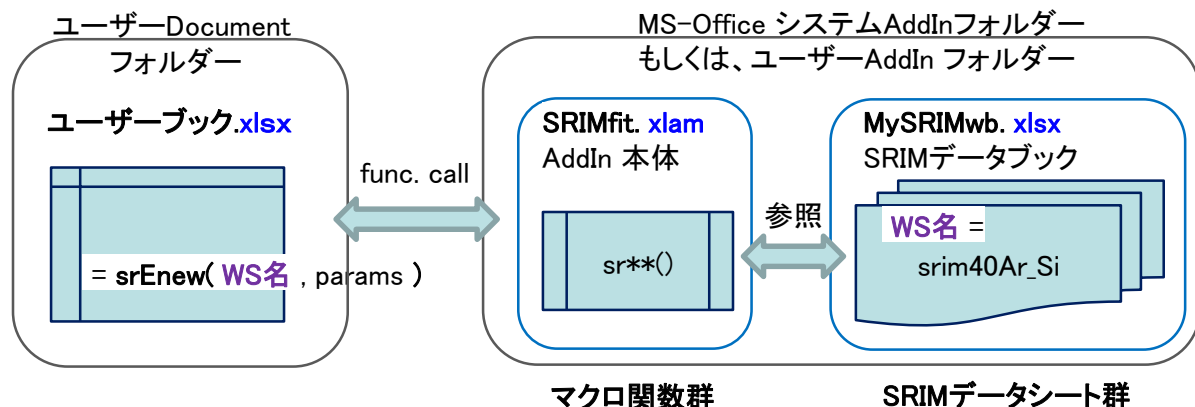 ユーザーDocument
フォルダー
ユーザーブック.xlsx
= srEnew( WS名 , params )
func. call
MS-Office システムAddInフォルダー
もしくは、ユーザーAddIn フォルダー
SRIMfit. xlam
AddIn 本体
sr**()
参照
MySRIMwb. xlsx
SRIMデータブック
WS名 =
srim40Ar_Si
マクロ関数群
SRIMデータシート群